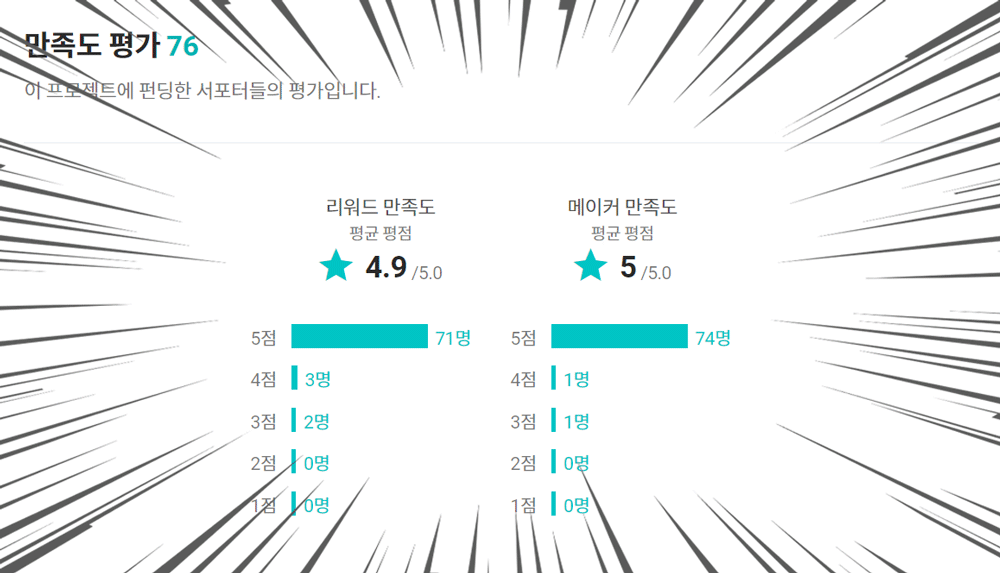 만족도 평가 76
이 프로젝트에 펀딩한 서포터들의 평가입니다.
리워드 만족도
평균 평점
4.9 /5.0
5점 71명
4점 3명
3점 2명
2점 0명
1점 0명
메이커 만족도
평균 평점
5 /5.0
5점 74명
4점 1명
3점 1명
2점 0명
1점 0명